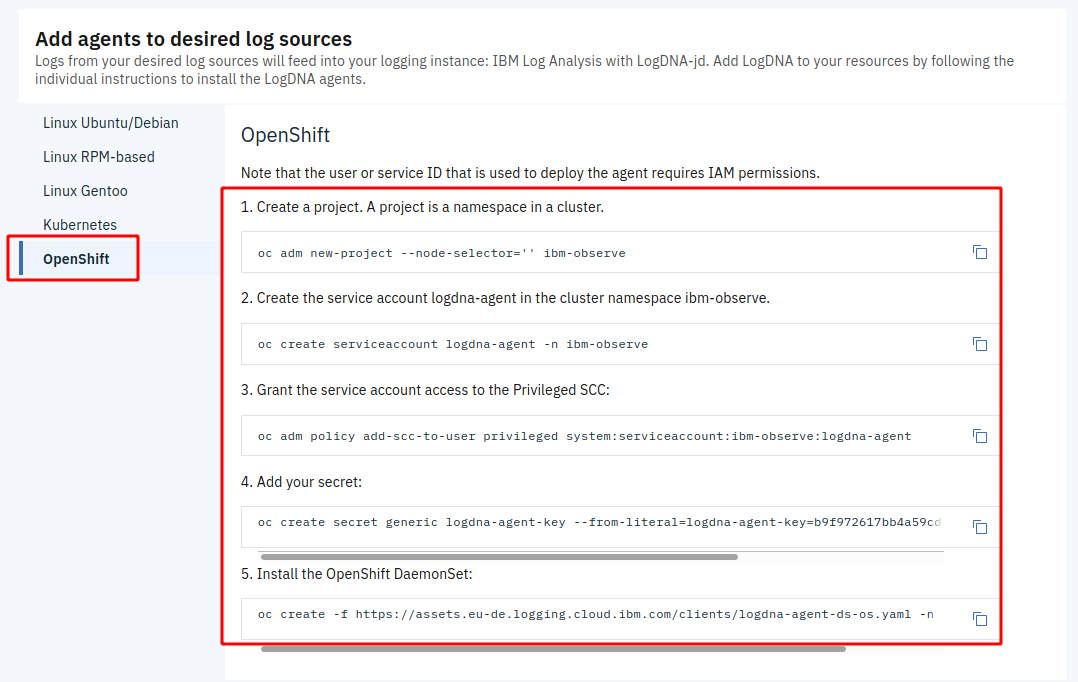 Add agents to desired log sources
Logs from your desired log sources will feed into your logging instance: IBM Log Analysis with LogDNA-jd. Add LogDNA to your resources by following the
individual instructions to install the LogDNA agents.
Linux Ubuntu/Debian
Linux RPM-based
Linux Gentoo
Kubernetes
OpenShift
OpenShift
Note that the user or service ID that is used to deploy the agent requires IAM permissions.
1. Create a project. A project is a namespace in a cluster.
oc adm new-project --node-selector='' ibm-observe
2. Create the service account logdna-agent in the cluster namespace ibm-observe.
oc create serviceaccount logdna-agent -n ibm-observe
3. Grant the service account access to the Privileged SCC:
oc adm policy add-scc-to-user privileged system:serviceaccount:ibm-observe:logdna-agent
4. Add your secret:
oc create secret generic logdna-agent-key --from-literal=logdna-agent-key=b9f972617bb4a59cd
5. Install the OpenShift DaemonSet:
oc create -f https://assets.eu-de.logging.cloud.ibm.com/clients/logdna-agent-ds-os.yaml -n